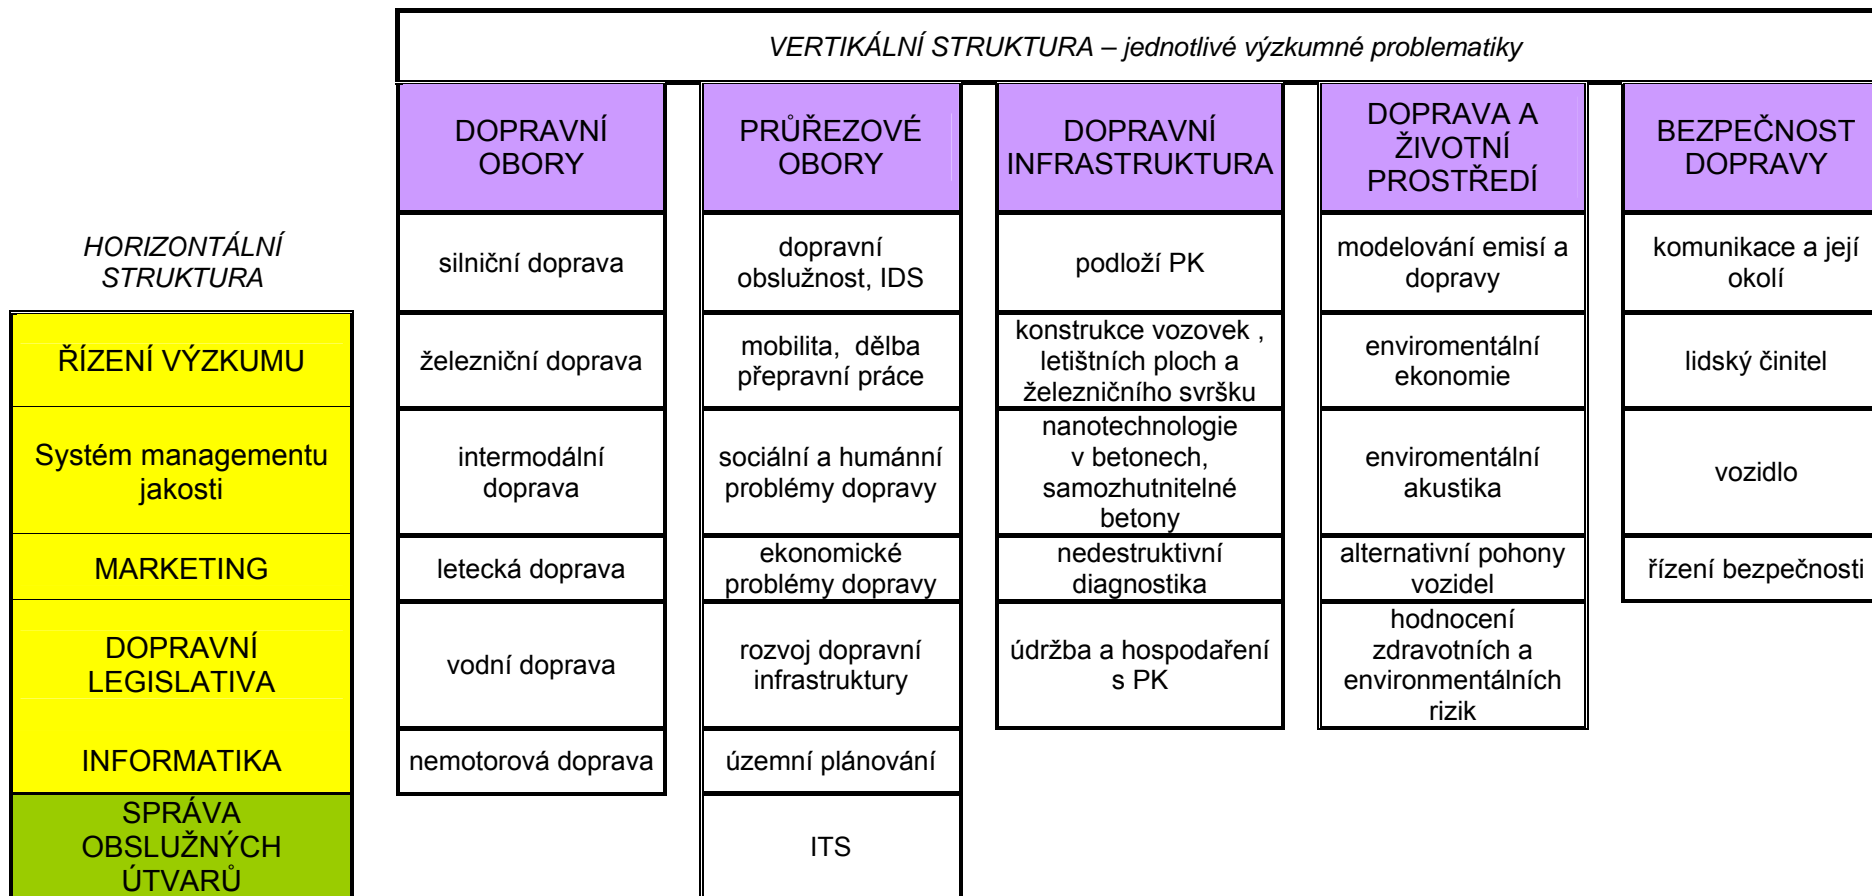 VERTIKÁLNÍ STRUKTURA – jednotlivé výzkumné problematiky
HORIZONTÁLNÍ
STRUKTURA
ŘÍZENÍ VÝZKUMU
Systém managementu
jakosti
MARKETING
DOPRAVNÍ
LEGISLATIVA
INFORMATIKA
SPRÁVA
OBSLUŽNÝCH
ÚTVARŮ
DOPRAVNÍ
OBORY
silniční doprava
železniční doprava
intermodální
doprava
letecká doprava
vodní doprava
nemotorová doprava
PRŮŘEZOVÉ
OBORY
dopravní
obslužnost, IDS
mobilita, dělba
přepravní práce
sociální a humánní
problémy dopravy
ekonomické
problémy dopravy
rozvoj dopravní
infrastruktury
územní plánování
ITS
DOPRAVNÍ
INFRASTRUKTURA
podloží PK
konstrukce vozovek ,
letištních ploch a
železničního svršku
nanotechnologie
v betonech,
samozhutnitelné
betony
nedestruktivní
diagnostika
údržba a hospodaření
s PK
DOPRAVA A
ŽIVOTNÍ
PROSTŘEDÍ
modelování emisí a
dopravy
enviromentální
ekonomie
enviromentální
akustika
alternativní pohony
vozidel
hodnocení
zdravotních a
environmentálních
rizik
BEZPEČNOST
DOPRAVY
komunikace a její
okolí
lidský činitel
vozidlo
řízení bezpečnosti